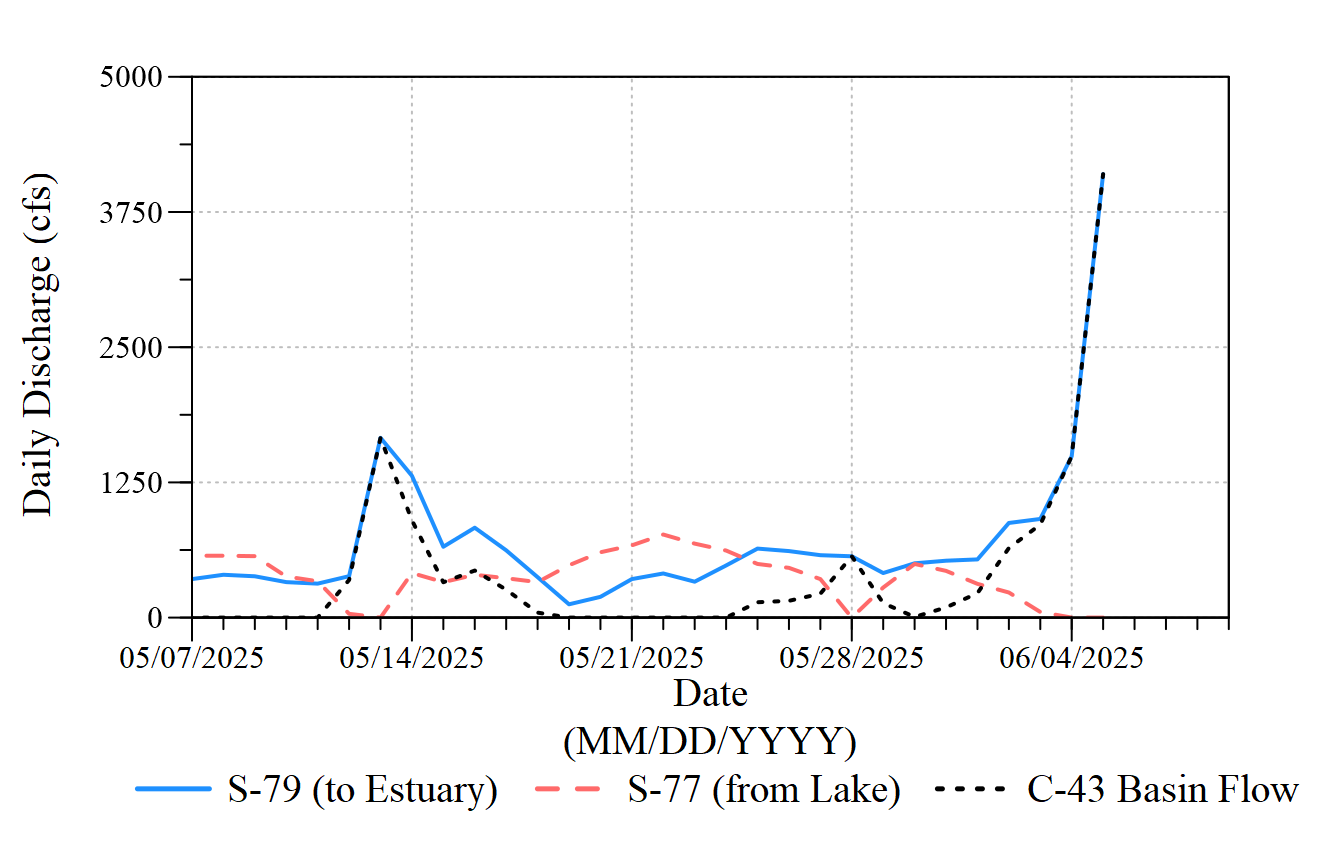 5000
3750
2500
1250
0
Daily Discharge (cfs)
05/07/2025 05/14/2025 05/21/2025 05/28/2025 06/04/2025
Date
(MM/DD/YYYY)
S-79 (to Estuary) S-77 (from Lake) C-43 Basin Flow